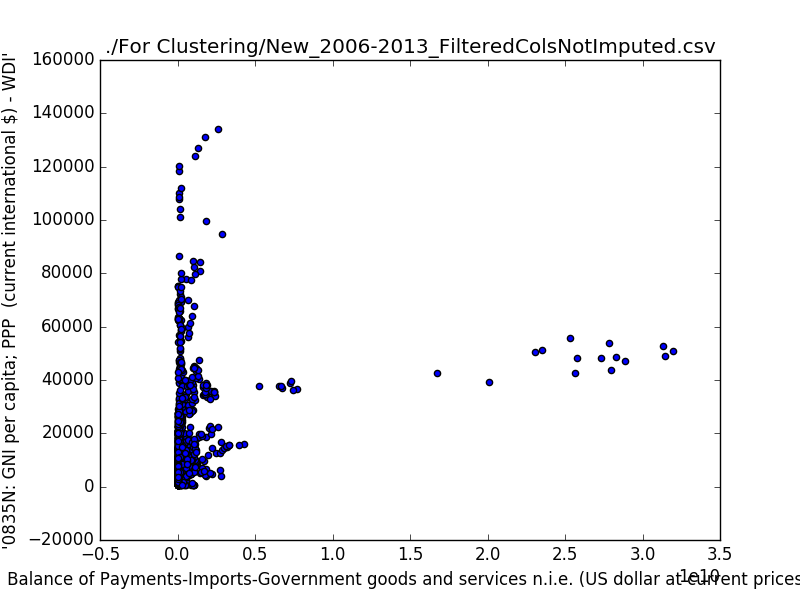 ./For Clustering/New_2006-2013_FilteredColsNotImputed.csv
160000
140000
120000
100000
80000
60000
40000
20000
0
−20000
'0835N: GNI per capita; PPP (current international $) - WDI'
−0.5 0.0 0.5 1.0 1.5 2.0 2.5 3.0 3.5
1e10
Balance of Payments-Imports-Government goods and services n.i.e. (US dollar at current prices